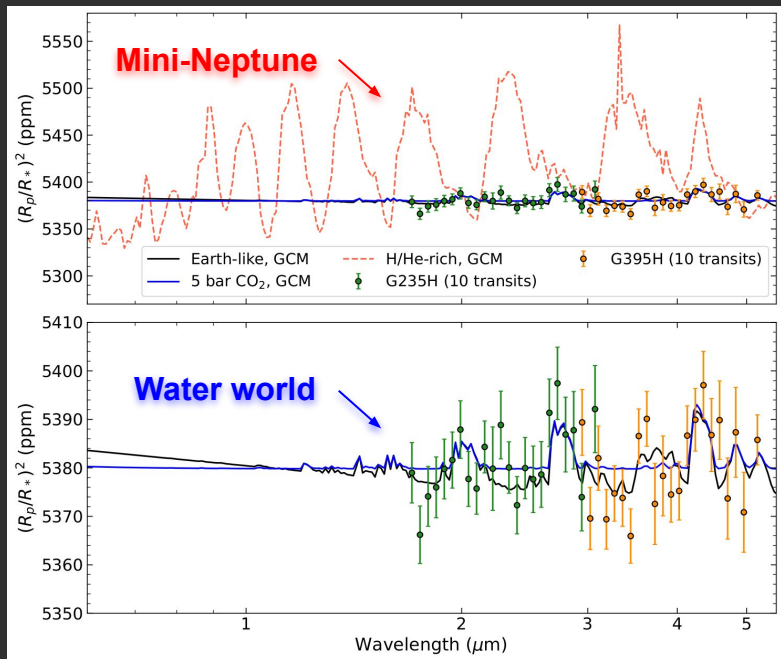 5550
5500
5450
5400
5350
5300
(Rₚ/R*)² (ppm)
Mini-Neptune
Earth-like, GCM
5 bar CO₂, GCM
H/He-rich, GCM
G235H (10 transits)
G395H (10 transits)
5410
5400
5390
5380
5370
5360
5350
(Rₚ/R*)² (ppm)
Water world
1 2 3 4 5
Wavelength (μm)